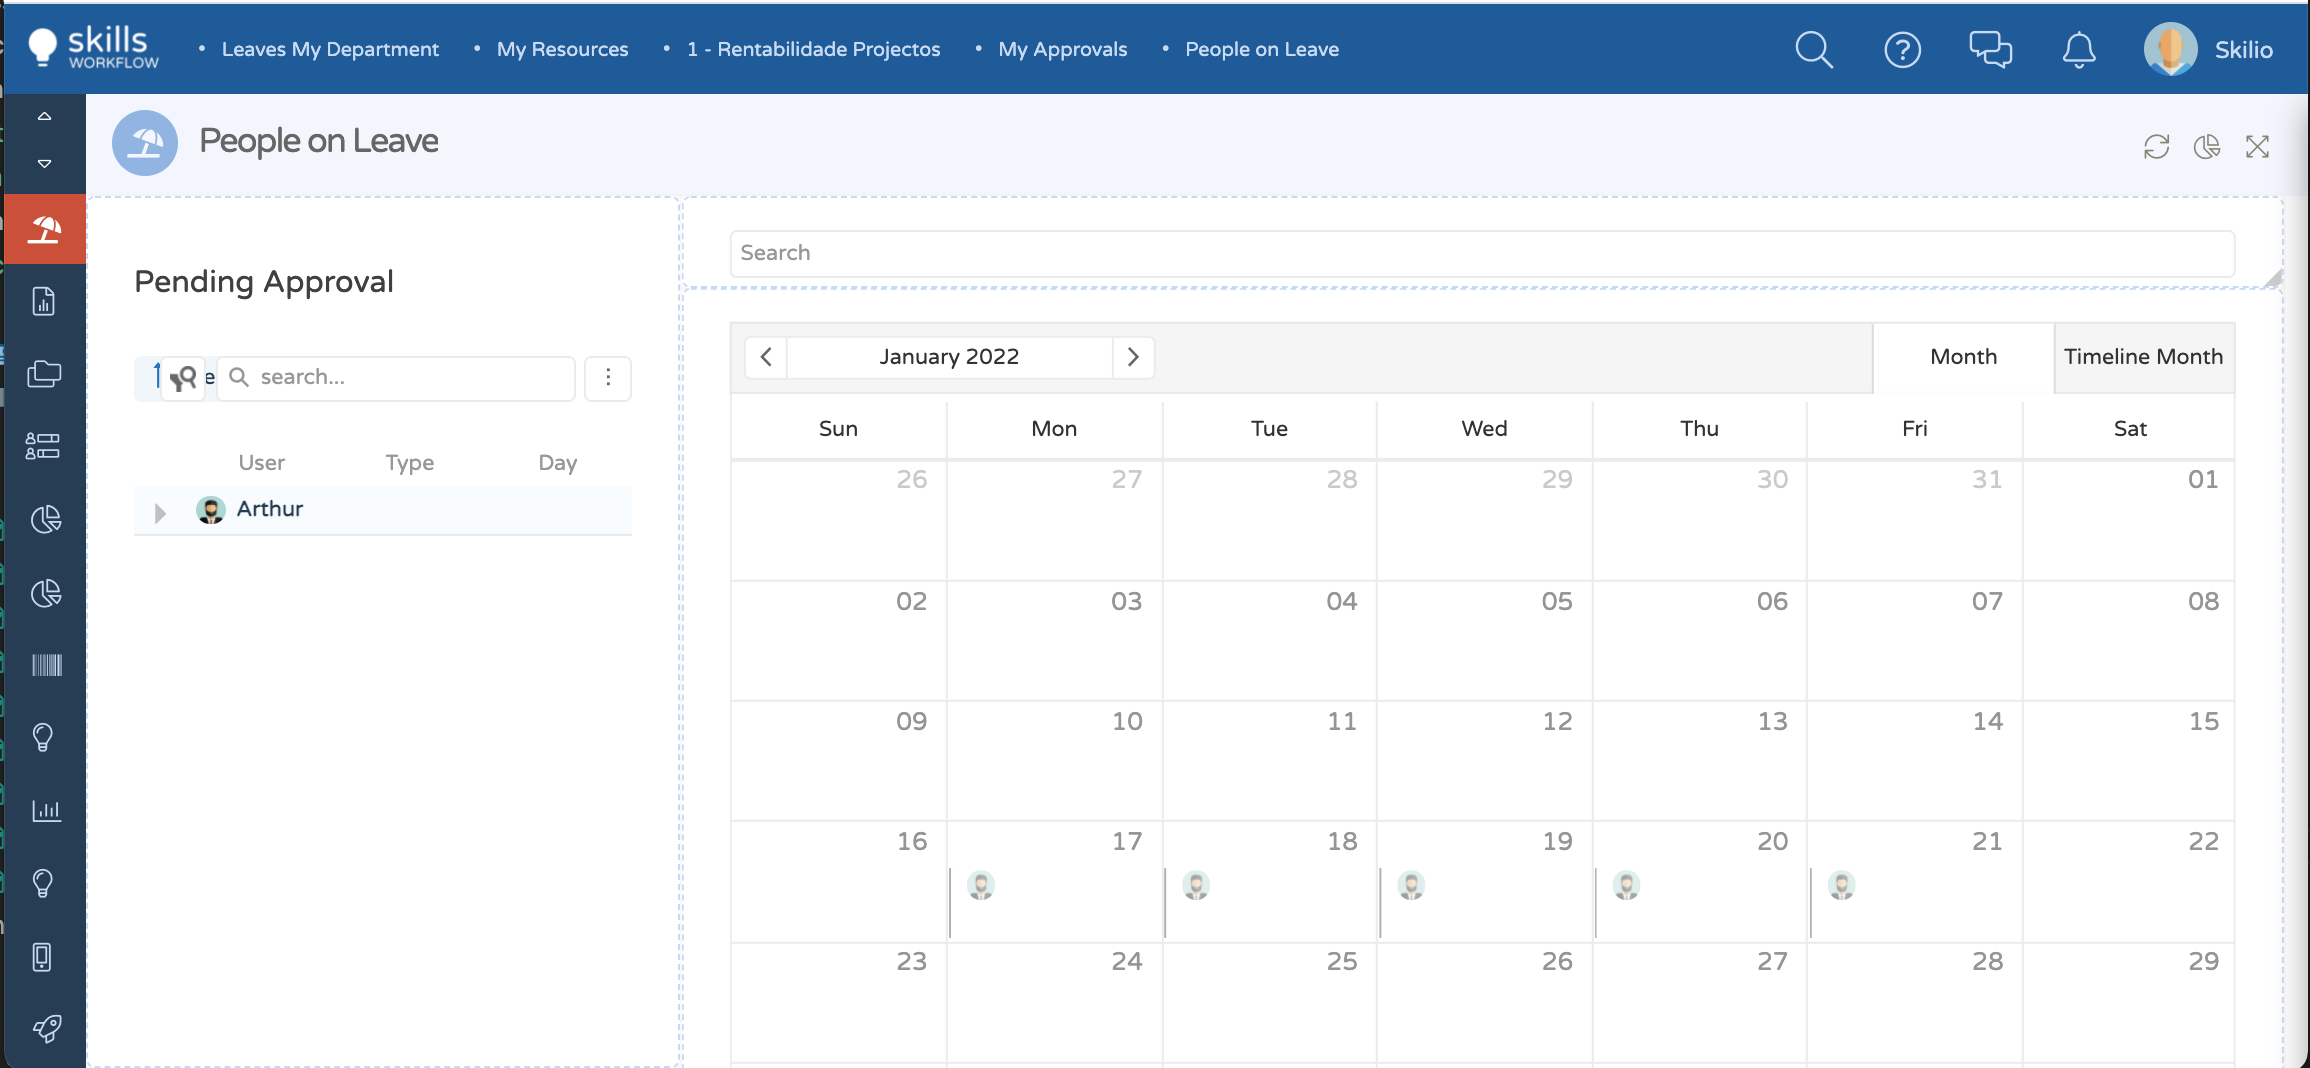 skills
WORKFLOW
• Leaves My Department • My Resources • 1 - Rentabilidade Projectos • My Approvals • People on Leave
Skilio
People on Leave
Pending Approval
e
search...
User Type Day
Arthur
Search
January 2022
Month Timeline Month
Sun Mon Tue Wed Thu Fri Sat
26 27 28 29 30 31 01
02 03 04 05 06 07 08
09 10 11 12 13 14 15
16 17 18 19 20 21 22
23 24 25 26 27 28 29